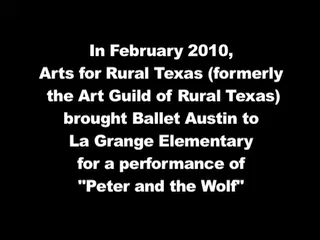 In February 2010,
Arts for Rural Texas (formerly
the Art Guild of Rural Texas)
brought Ballet Austin to
La Grange Elementary
for a performance of
"Peter and the Wolf"